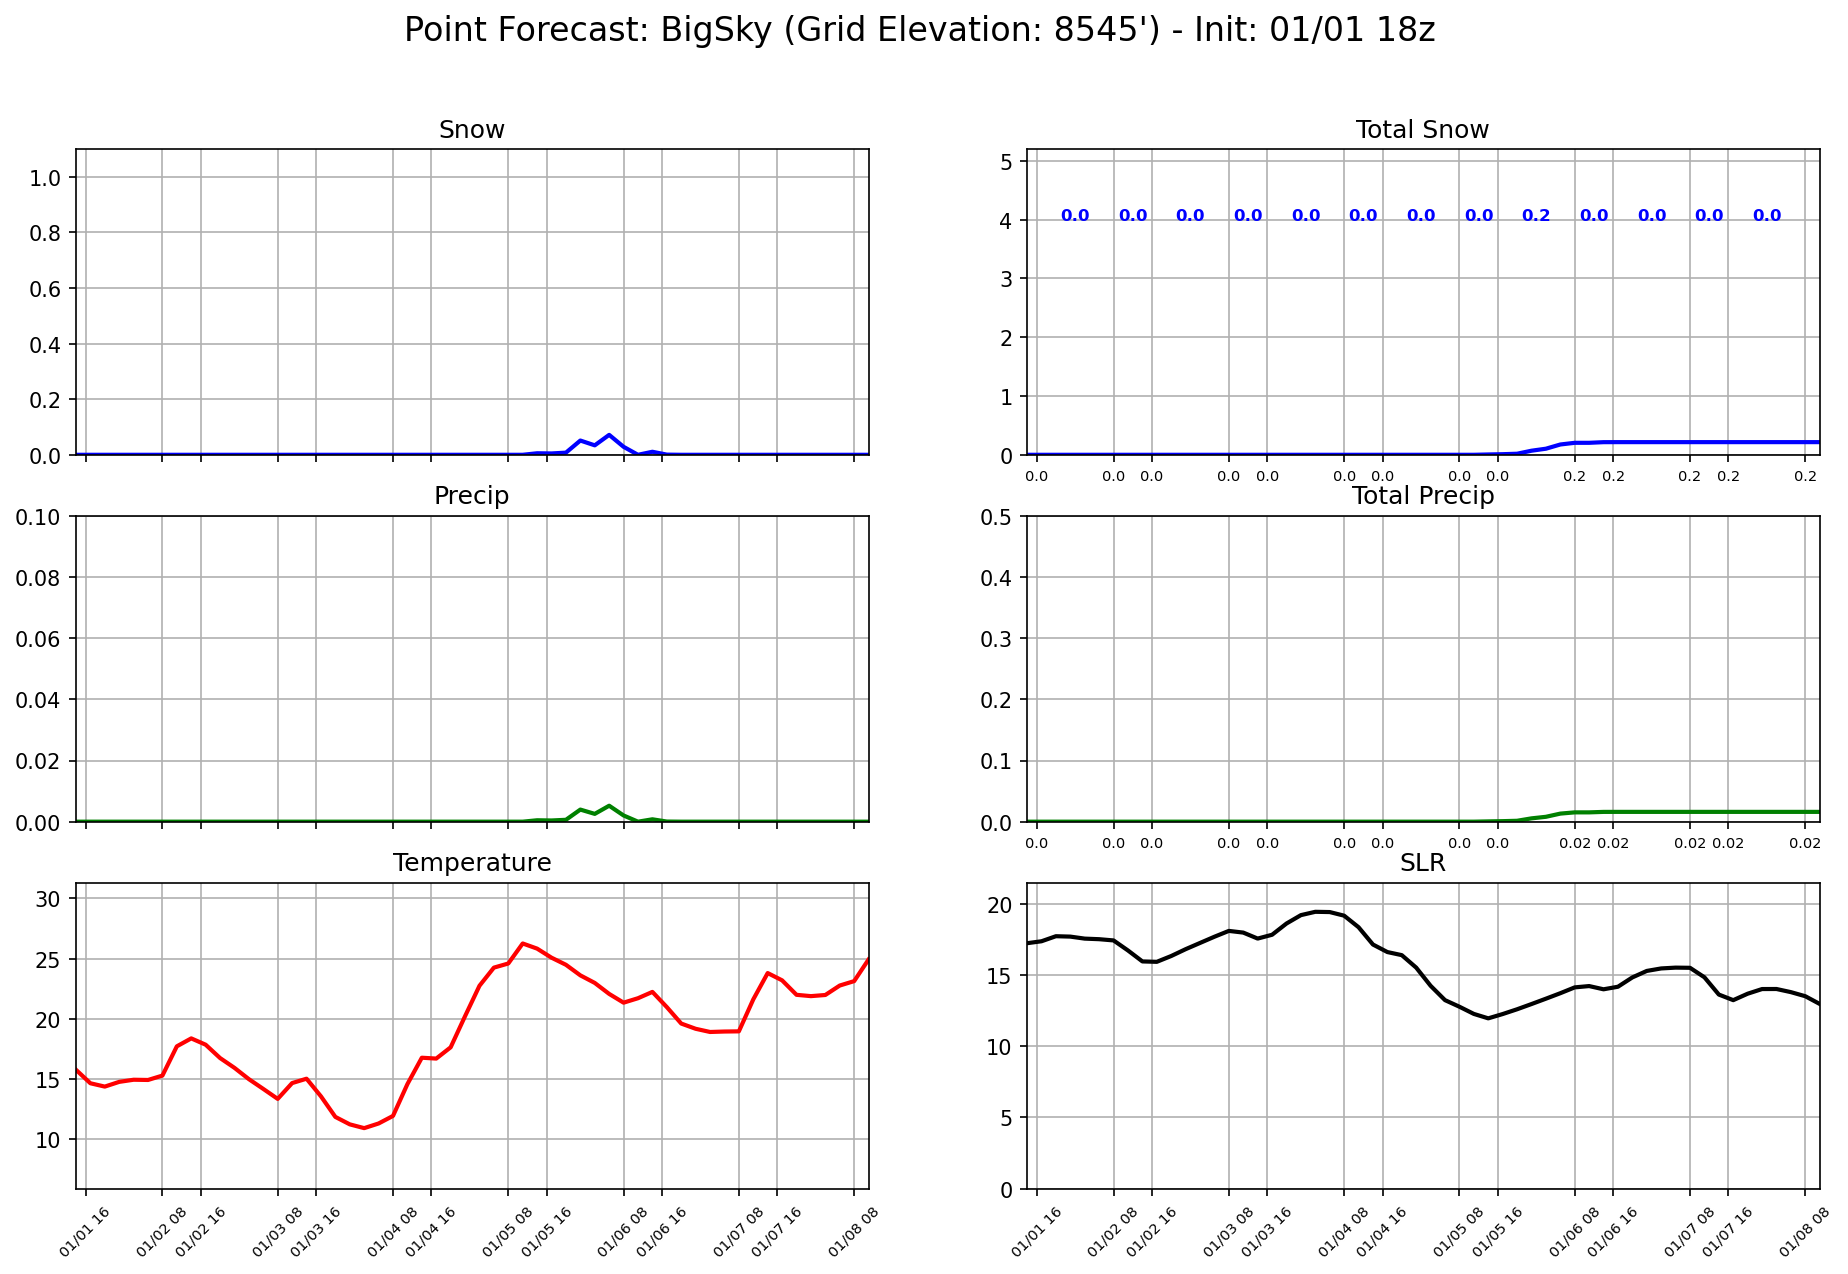 Point Forecast: BigSky (Grid Elevation: 8545') - Init: 01/01 18z
Snow
1.0
0.8
0.6
0.4
0.2
0.0
Total Snow
5
4
3
2
1
0
0.0 0.0 0.0 0.0 0.0 0.0 0.0 0.0 0.2 0.0 0.0 0.0 0.0
0.0 0.0 0.0 0.0 0.0 0.0 0.0 0.0 0.0 0.2 0.2 0.2 0.2 0.2
Precip
0.10
0.08
0.06
0.04
0.02
0.00
Total Precip
0.5
0.4
0.3
0.2
0.1
0.0
0.0 0.0 0.0 0.0 0.0 0.0 0.0 0.0 0.0 0.02 0.02 0.02 0.02 0.02
Temperature
30
25
20
15
10
01/01 16 01/02 08 01/02 16 01/03 08 01/03 16 01/04 08 01/04 16 01/05 08 01/05 16 01/06 08 01/06 16 01/07 08 01/07 16 01/08 08
SLR
20
15
10
5
0
01/01 16 01/02 08 01/02 16 01/03 08 01/03 16 01/04 08 01/04 16 01/05 08 01/05 16 01/06 08 01/06 16 01/07 08 01/07 16 01/08 08